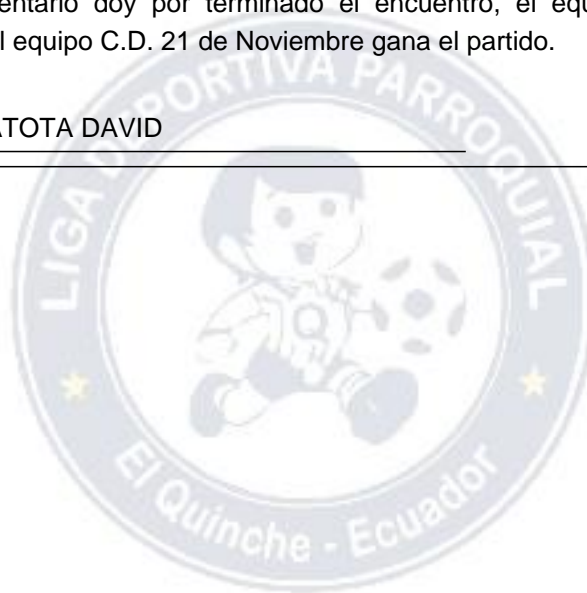 entario doy por terminado el encuentro, el equ
l equipo C.D. 21 de Noviembre gana el partido.
ATOTA DAVID
LIGA DEPORTIVA PARROQUIAL
Q
El Quinche - Ecuador